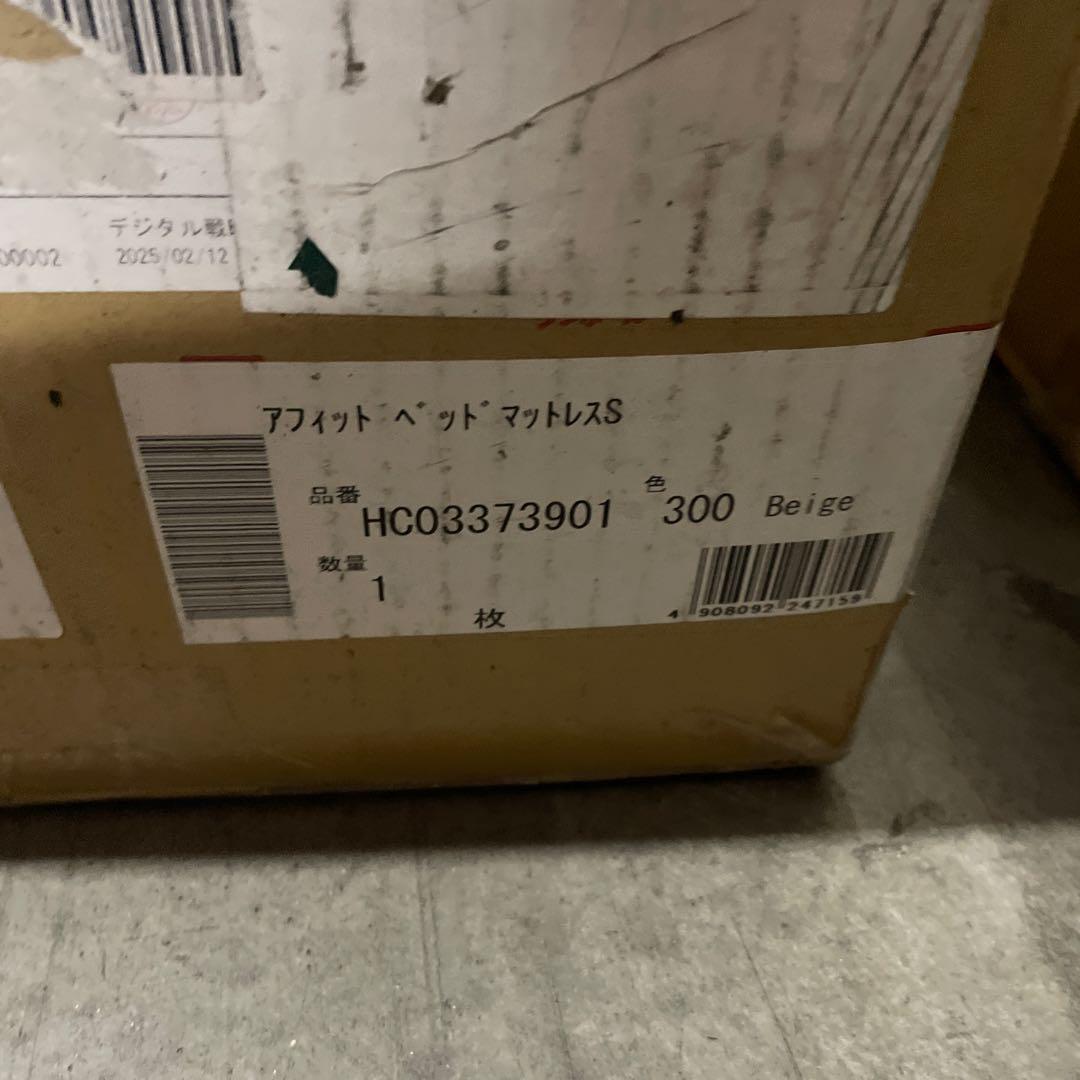 デジタル戦
00002 2025/02/12
アフィット ベッドマットレスS
品番 HCO3373901 色 300 Beige
数量 1 枚
4 908092 247159